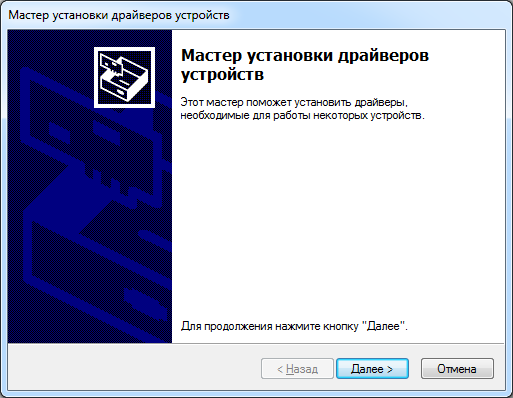 Мастер установки драйверов устройств
Мастер установки драйверов
устройств
Этот мастер поможет установить драйверы,
необходимые для работы некоторых устройств.
Для продолжения нажмите кнопку "Далее".
< Назад
Далее >
Отмена